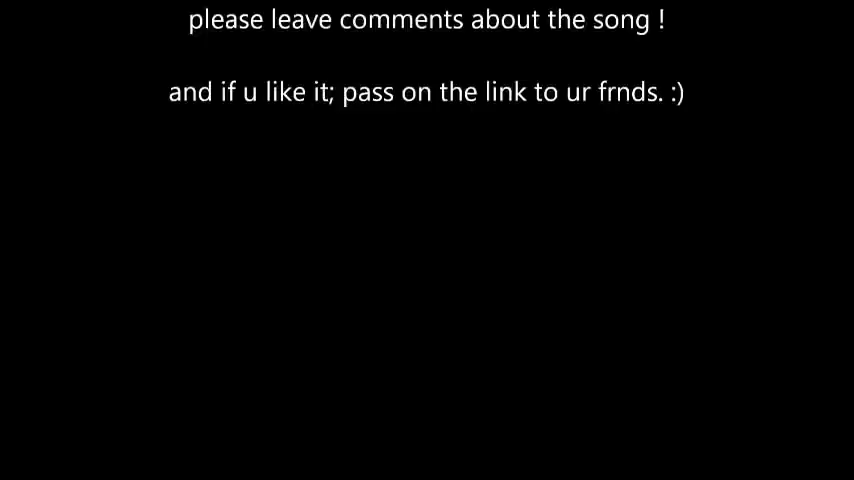 please leave comments about the song !
and if u like it; pass on the link to ur frnds. :)